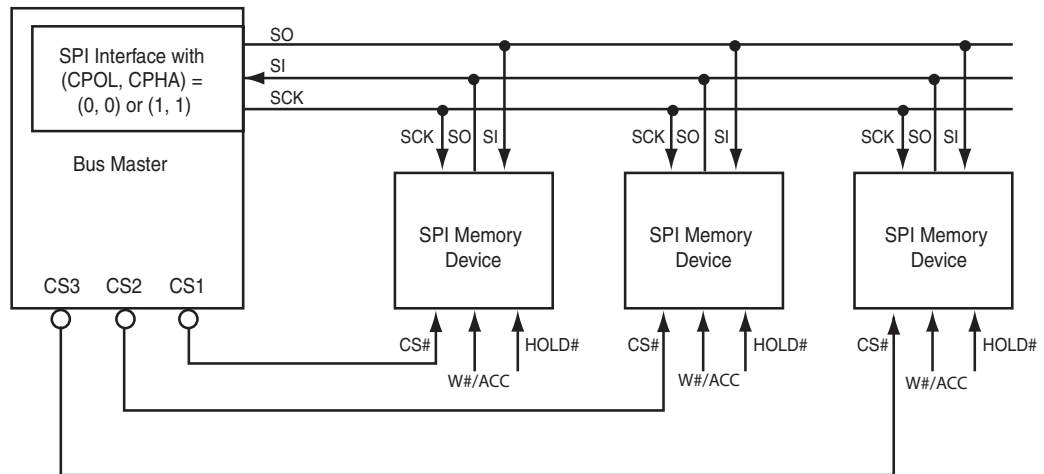 SO
SPI Interface with
(CPOL, CPHA) =
(0, 0) or (1, 1)
SI
SCK
Bus Master
SCK SO SI
SCK SO SI
SCK SO SI
SPI Memory
Device
SPI Memory
Device
SPI Memory
Device
CS3 CS2 CS1
CS# HOLD#
W#/ACC
CS# HOLD#
W#/ACC
CS# HOLD#
W#/ACC